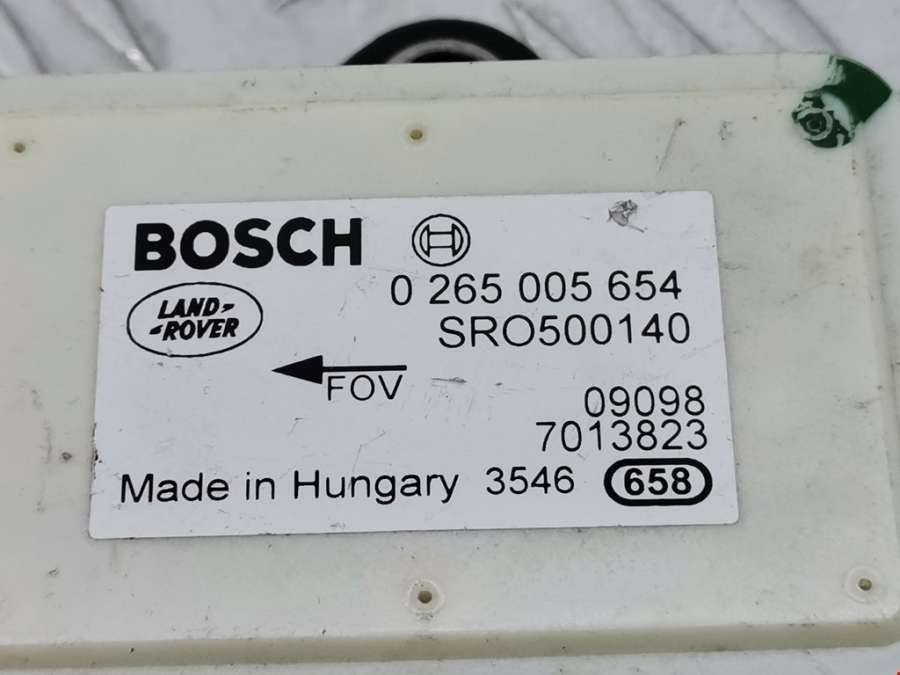 BOSCH
0 265 005 654
LAND-
-ROVER
SRO500140
FOV
09098
7013823
Made in Hungary 3546 658